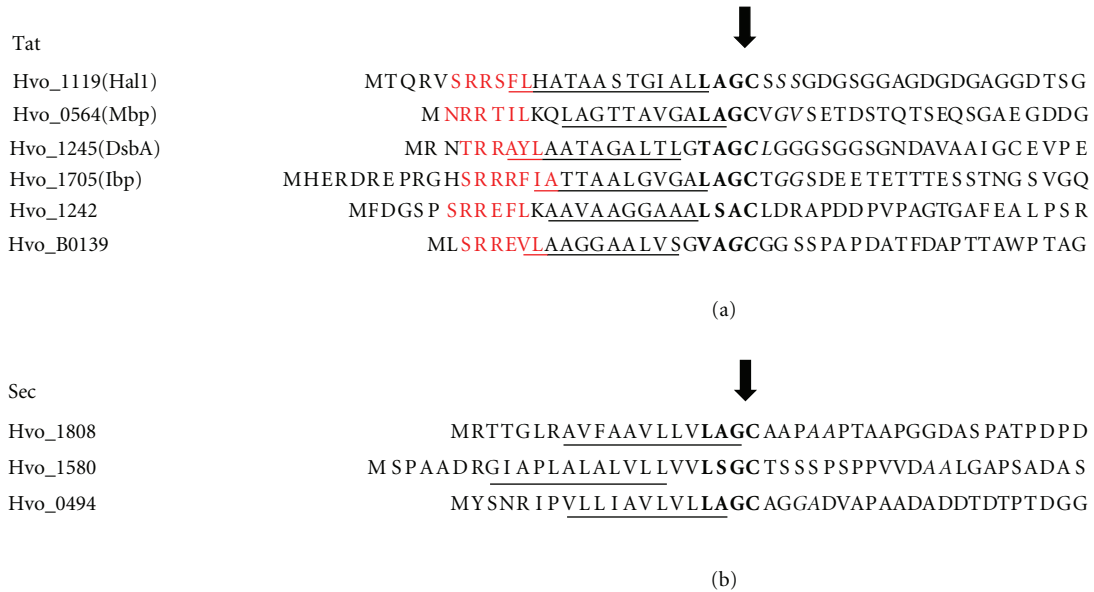 Tat
Hvo_1119(Hal1) MTQRVSRRSFLHATAASTGIALLLAGCSSSGDGSGGAGDGDGAGGDTSG
Hvo_0564(Mbp) MNRRTILKQLAGTTAVGALAGCVGVSETDSTQTSEQSGAEGDDG
Hvo_1245(DsbA) MRNTRRAYLAATAGALTLGTAGCLGGGSGGSGNDAVAAIGCEVPE
Hvo_1705(Ibp) MHERDREPRGHSRRRFIATTAALGVGALAGCTGGSDEETETTTESSTNGSVGQ
Hvo_1242 MFDGSPSRREFLKAAVAAGGAAALSACLDRAPDDPVPAGTGAFEALPSR
Hvo_B0139 MLSRREVLAAGGAALVSGVAGCGGSSPAPDATFDAPTTAWPTAG
(a)
Sec
Hvo_1808 MRTTGLRAVFAAVLLVLAGCAAPAAPTAAPGGDASPATPDPD
Hvo_1580 MSPAADRGIAPLALALVLLVVLSGCTSSSPSPPVVDAALGAPSADAS
Hvo_0494 MYSNRIPVLLIAVLVLLAGCAGGADVAPAADADDTDTPTDGG
(b)